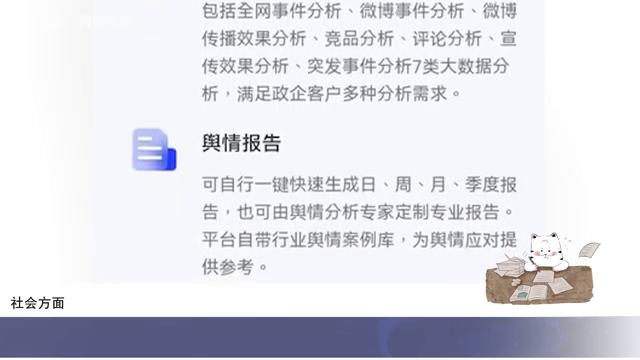 包括全网事件分析、微博事件分析、微博
传播效果分析、竞品分析、评论分析、宣
传效果分析、突发事件分析7类大数据分
析，满足政企客户多种分析需求。
舆情报告
可自行一键快速生成日、周、月、季度报
告，也可由舆情分析专家定制专业报告。
平台自带行业舆情案例库，为舆情应对提
供参考。
社会方面